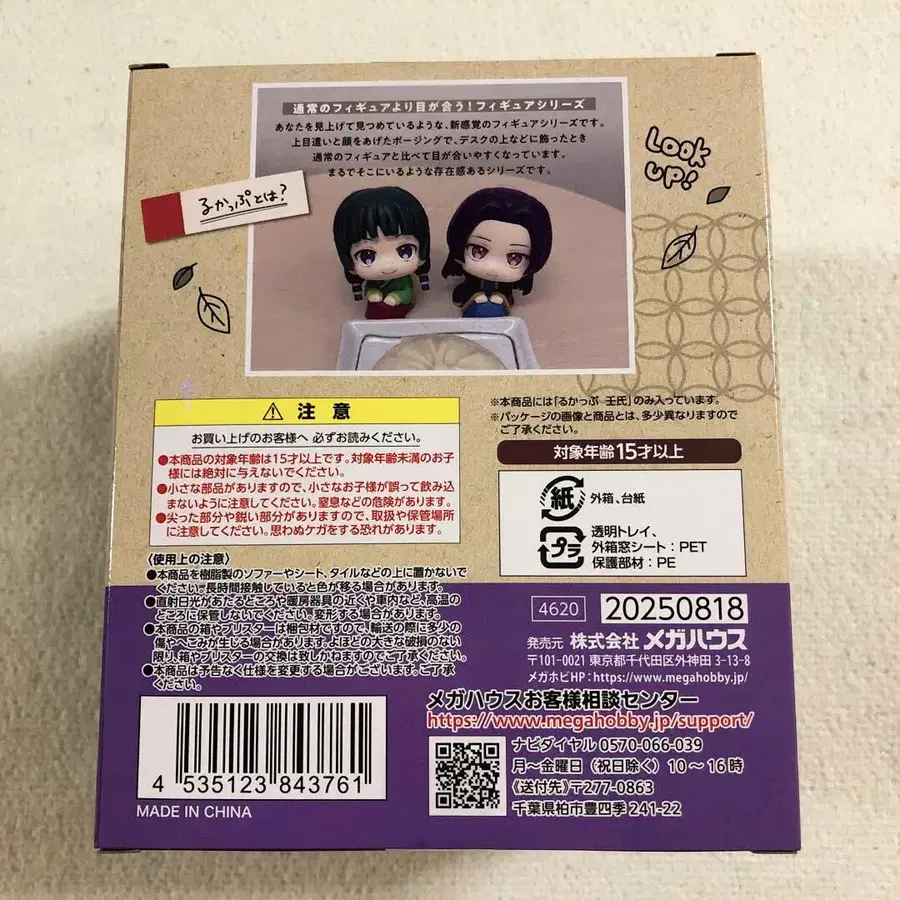 通常のフィギュアより目が合う!フィギュアシリーズ
あなたを見上げて見つめているような、新感覚のフィギュアシリーズです。
上目遣いと顔をあげたポージングで、デスクの上などに飾ったとき
通常のフィギュアと比べて目が合いやすくなっています。
まるでそこにいるような存在感あるシリーズです。
Look
up!
るかっぷとは?
⚠ 注意
お買い上げのお客様へ 必ずお読みください。
●本商品の対象年齢は15才以上です。対象年齢未満のお子
様には絶対に与えないでください。
●小さな部品がありますので、小さなお子様が誤って飲み込
まないように注意してください。窒息などの危険があります。
●尖った部分や鋭い部分がありますので、取扱や保管場所
に注意してください。思わぬケガをする恐れがあります。
〈使用上の注意〉
●本商品を樹脂製のソファーやシート、タイルなどの上に置かないで
ください。長時間接触していると色が移る場合があります。
●直射日光があたるところや暖房器具の近くや車内など、高温の
ところに保管しないでください。変形する場合があります。
●本商品の箱やブリスターは梱包材ですので、輸送の際に多少の
傷やへこみが生じる場合があります。よほどの大きな破損のない
限り、箱やブリスターの交換は致しかねますのでご了承ください。
●本商品は予告なく仕様を変更する場合がございます。ご了承
ください。
※本商品には「るかっぷ 壬氏」のみ入っています。
※パッケージの画像と商品とは、多少異なりますので
ご了承ください。
対象年齢15才以上
紙
外箱、台紙
プラ
透明トレイ、
外箱窓シート:PET
保護部材:PE
4620
20250818
発売元 株式会社メガハウス
〒101-0021 東京都千代田区外神田 3-13-8
メガホビHP:https://www.megahobby.jp/
メガハウスお客様相談センター
https://www.megahobby.jp/support/
ナビダイヤル 0570-066-039
月~金曜日(祝日除く)10~16時
《送付先》〒277-0863
千葉県柏市豊四季 241-22
4 535123 843761
MADE IN CHINA